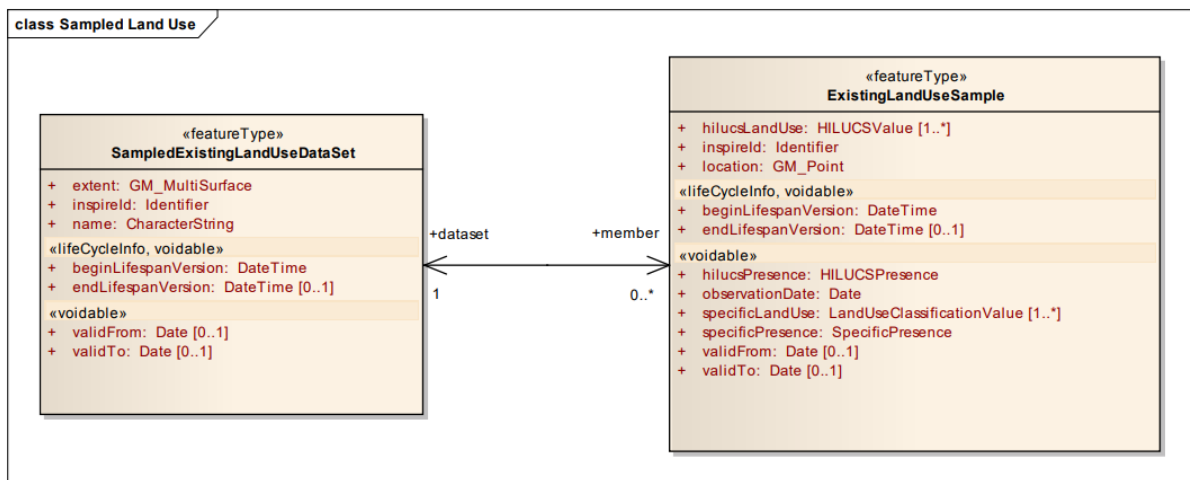 class Sampled Land Use
«featureType»
SampledExistingLandUseDataSet
+ extent: GM_MultiSurface
+ inspireId: Identifier
+ name: CharacterString
«lifeCycleInfo, voidable»
+ beginLifespanVersion: DateTime
+ endLifespanVersion: DateTime [0..1]
«voidable»
+ validFrom: Date [0..1]
+ validTo: Date [0..1]
+dataset
1
+member
0..*
«featureType»
ExistingLandUseSample
+ hilucsLandUse: HILUCSValue [1..*]
+ inspireId: Identifier
+ location: GM_Point
«lifeCycleInfo, voidable»
+ beginLifespanVersion: DateTime
+ endLifespanVersion: DateTime [0..1]
«voidable»
+ hilucsPresence: HILUCSPresence
+ observationDate: Date
+ specificLandUse: LandUseClassificationValue [1..*]
+ specificPresence: SpecificPresence
+ validFrom: Date [0..1]
+ validTo: Date [0..1]